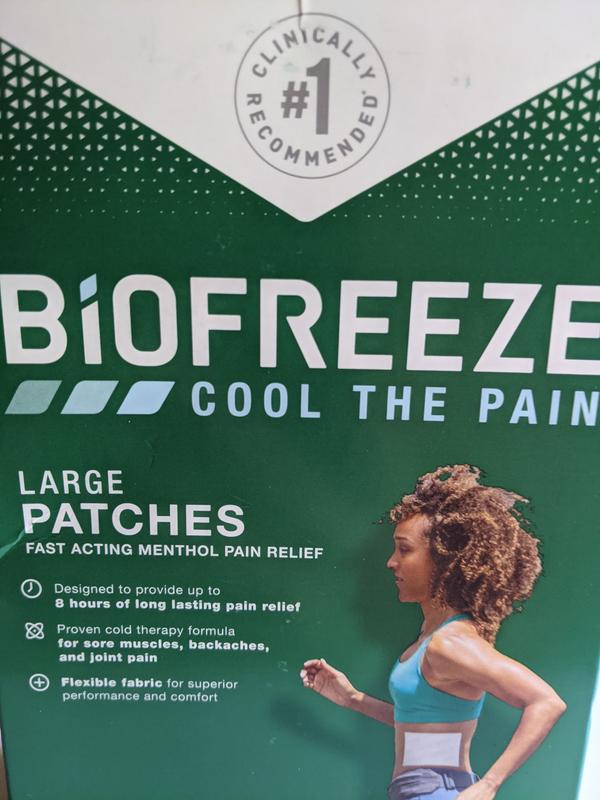 CLINICALLY
#1
RECOMMENDED*
BiOFREEZE
COOL THE PAIN
LARGE
PATCHES
FAST ACTING MENTHOL PAIN RELIEF
Designed to provide up to
8 hours of long lasting pain relief
Proven cold therapy formula
for sore muscles, backaches,
and joint pain
Flexible fabric for superior
performance and comfort